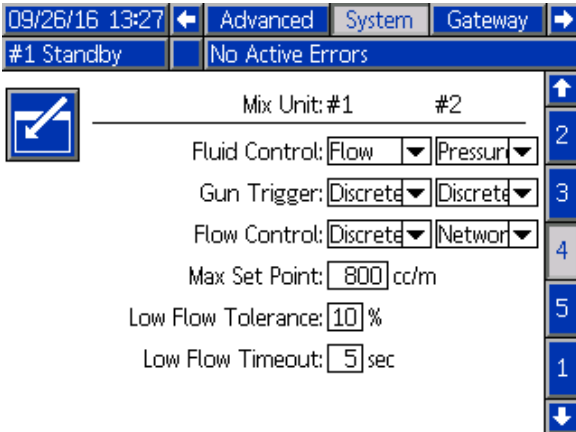 09/26/16 13:27 Advanced System Gateway
#1 Standby No Active Errors
Mix Unit: #1 #2
2
Fluid Control: Flow Pressur
Gun Trigger: Discrete Discrete
3
Flow Control: Discrete Networ
4
Max Set Point: 800 cc/m
Low Flow Tolerance: 10 %
5
Low Flow Timeout: 5 sec
1